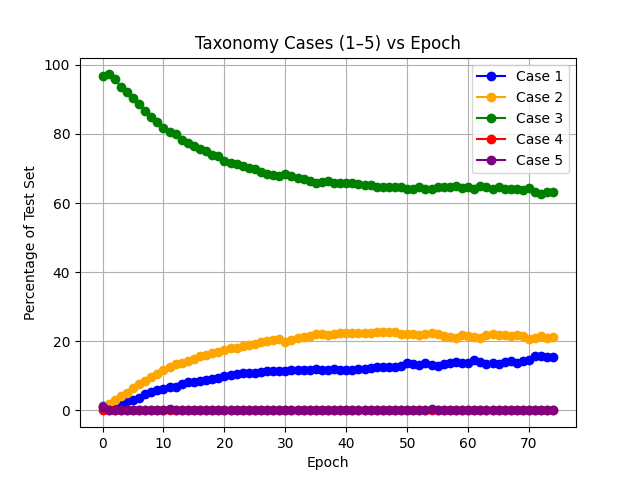 Taxonomy Cases (1–5) vs Epoch
100
80
60
40
20
0
Percentage of Test Set
Case 1
Case 2
Case 3
Case 4
Case 5
0 10 20 30 40 50 60 70
Epoch